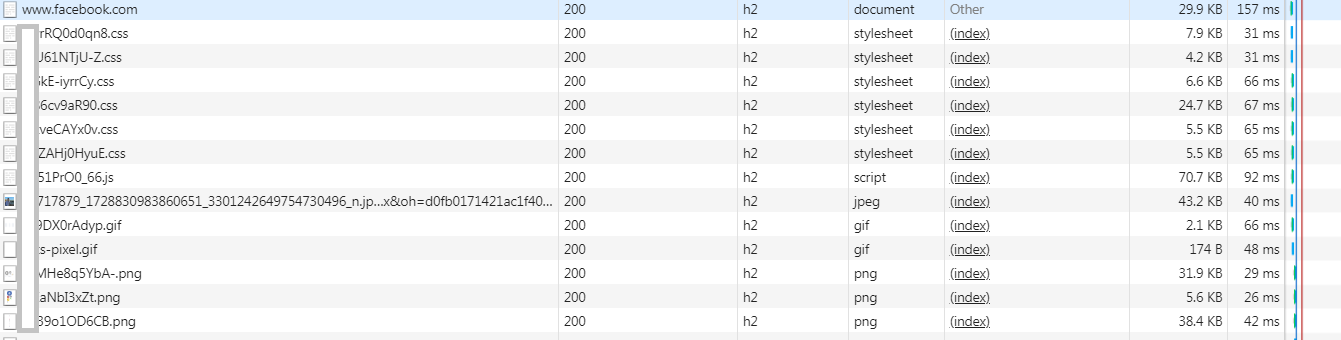 www.facebook.com 200 h2 document Other 29.9 KB 157 ms
rRQ0d0qn8.css 200 h2 stylesheet (index) 7.9 KB 31 ms
J61NTjU-Z.css 200 h2 stylesheet (index) 4.2 KB 31 ms
kE-iyrrCy.css 200 h2 stylesheet (index) 6.6 KB 66 ms
6cv9aR90.css 200 h2 stylesheet (index) 24.7 KB 67 ms
veCAYx0v.css 200 h2 stylesheet (index) 5.5 KB 65 ms
ZAHj0HyuE.css 200 h2 stylesheet (index) 5.5 KB 65 ms
51PrO0_66.js 200 h2 script (index) 70.7 KB 92 ms
717879_1728830983860651_3301242649754730496_n.jp...x&oh=d0fb0171421ac1f40... 200 h2 jpeg (index) 43.2 KB 40 ms
9DX0rAdyp.gif 200 h2 gif (index) 2.1 KB 66 ms
s-pixel.gif 200 h2 gif (index) 174 B 48 ms
MHe8q5YbA-.png 200 h2 png (index) 31.9 KB 29 ms
aNbI3xZt.png 200 h2 png (index) 5.6 KB 26 ms
39o1OD6CB.png 200 h2 png (index) 38.4 KB 42 ms